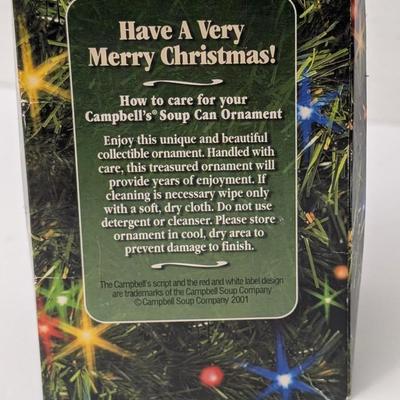 Have A Very
Merry Christmas!
How to care for your
Campbell's® Soup Can Ornament
Enjoy this unique and beautiful
collectible ornament. Handled with
care, this treasured ornament will
provide years of enjoyment. If
cleaning is necessary wipe only
with a soft, dry cloth. Do not use
detergent or cleanser. Please store
ornament in cool, dry area to
prevent damage to finish.
The Campbell's script and the red and white label design
are trademarks of the Campbell Soup Company
©Campbell Soup Company 2001